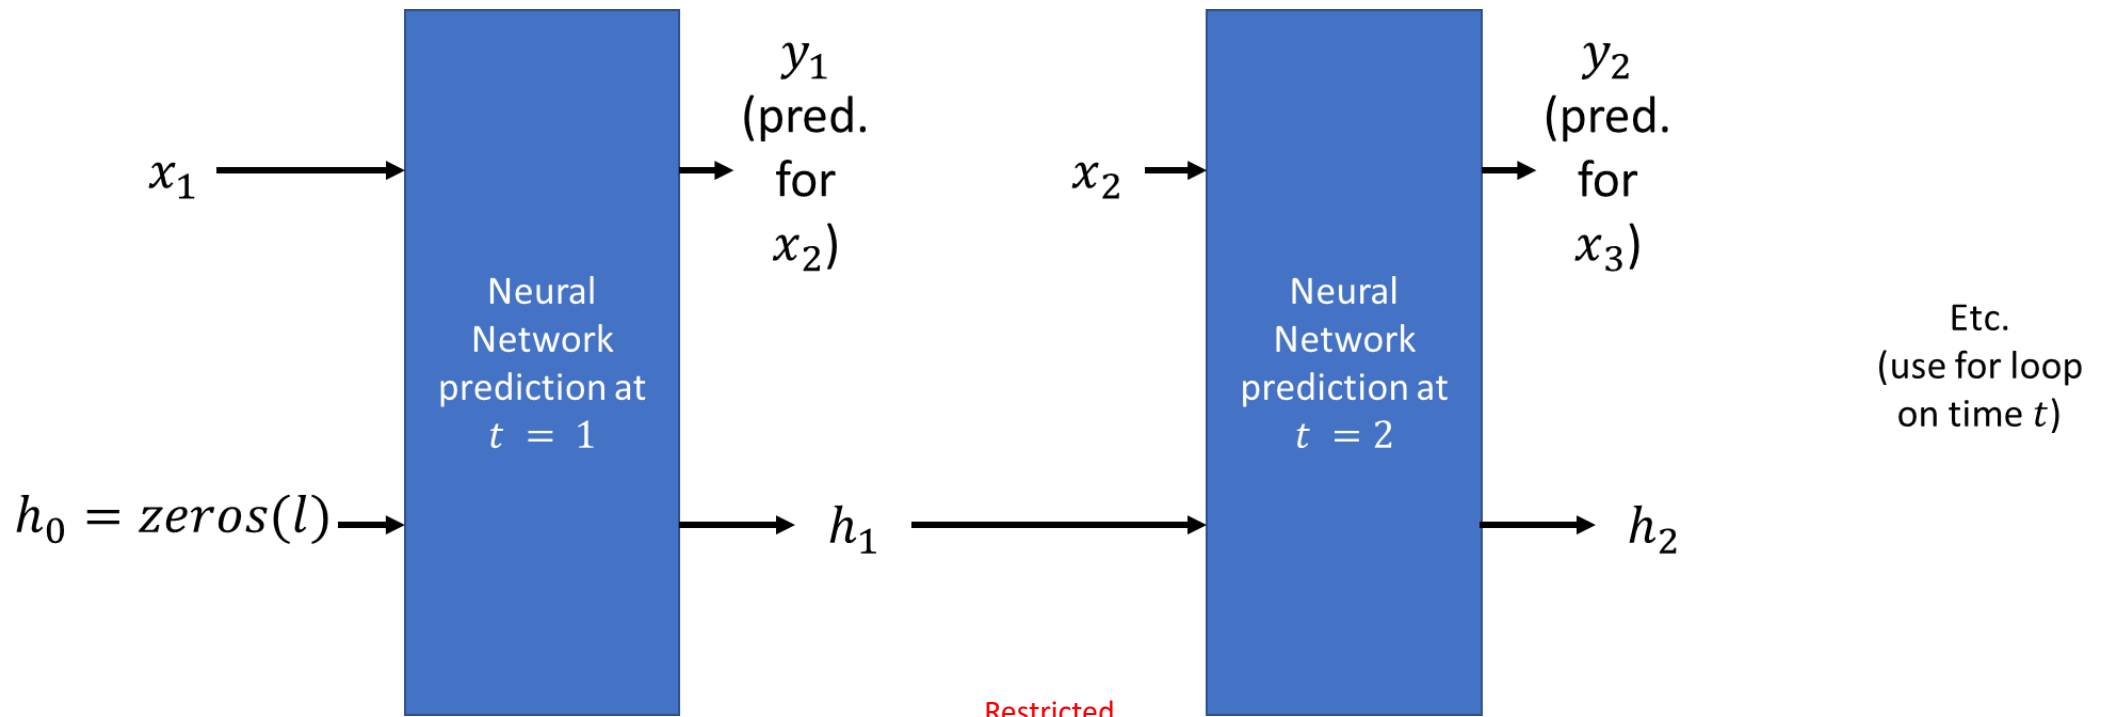 x₁
h₀ = zeros(l)
Neural
Network
prediction at
t = 1
y₁
(pred.
for
x₂)
h₁
x₂
Neural
Network
prediction at
t = 2
y₂
(pred.
for
x₃)
h₂
Etc.
(use for loop
on time t)
Restricted